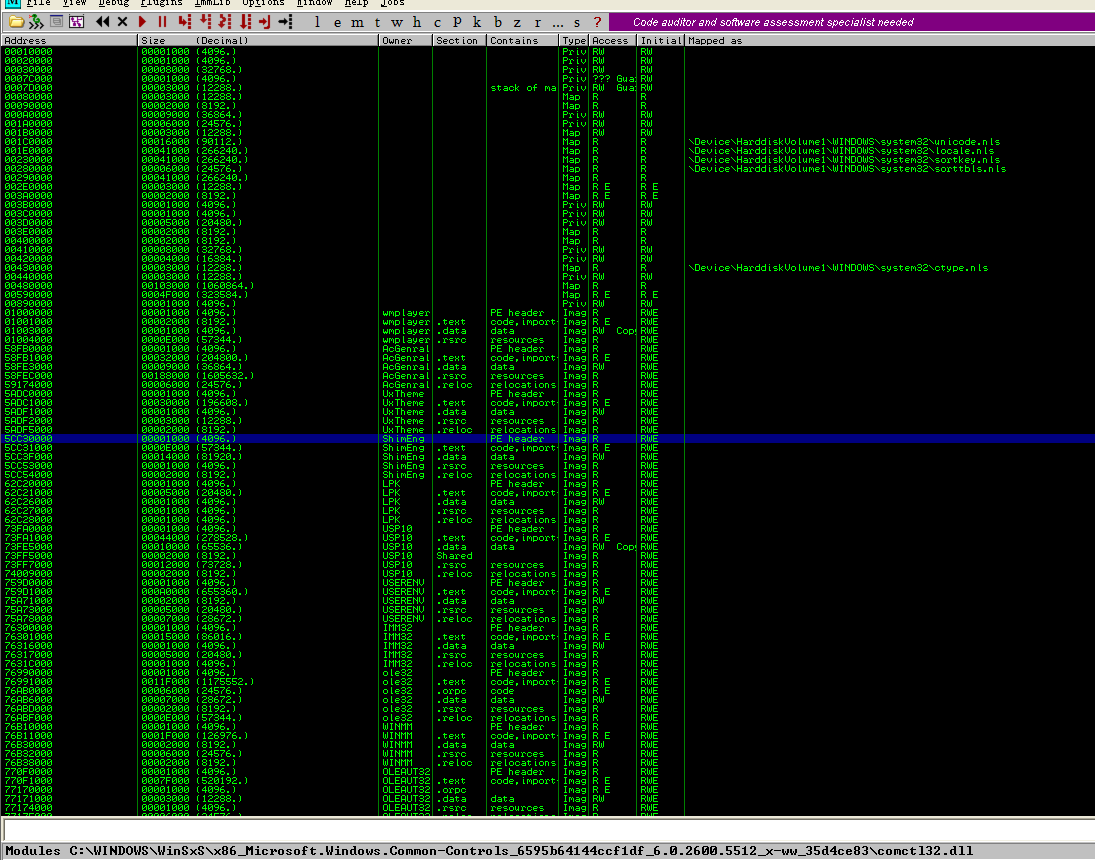 File View Debug Plugins ImmLib Options Window Help Jobs
l e m t w h c p k b z r ... s ? Code auditor and software assessment specialist needed
Address Size (Decimal) Owner Section Contains Type Access Initial Mapped as
00010000 00001000 (4096.) Priv RW RW
00020000 00001000 (4096.) Priv RW RW
00030000 00008000 (32768.) Priv RW RW
0007C000 00001000 (4096.) Priv ??? Gua RW
0007D000 00003000 (12288.) stack of ma Priv RW Gua RW
00080000 00003000 (12288.) Map R R
00090000 00002000 (8192.) Map R R
000A0000 00009000 (36864.) Priv RW RW
001A0000 00006000 (24576.) Priv RW RW
001B0000 00003000 (12288.) Map RW RW
001C0000 00016000 (90112.) Map R R \Device\HarddiskVolume1\WINDOWS\system32\unicode.nls
001E0000 00041000 (266240.) Map R R \Device\HarddiskVolume1\WINDOWS\system32\locale.nls
00230000 00041000 (266240.) Map R R \Device\HarddiskVolume1\WINDOWS\system32\sortkey.nls
00280000 00006000 (24576.) Map R R \Device\HarddiskVolume1\WINDOWS\system32\sorttbls.nls
00290000 00041000 (266240.) Map R R
002E0000 00003000 (12288.) Map R E R E
003A0000 00002000 (8192.) Map R E R E
003B0000 00001000 (4096.) Priv RW RW
003C0000 00001000 (4096.) Priv RW RW
003D0000 00005000 (20480.) Priv RW RW
003E0000 00002000 (8192.) Map R R
00400000 00002000 (8192.) Map R R
00410000 00008000 (32768.) Priv RW RW
00420000 00004000 (16384.) Priv RW RW
00430000 00003000 (12288.) Map R R \Device\HarddiskVolume1\WINDOWS\system32\ctype.nls
00440000 00003000 (12288.) Priv RW RW
00480000 00103000 (1060864.) Map R R
00590000 0004F000 (323584.) Map R E R E
00890000 00001000 (4096.) Priv RW RW
01000000 00001000 (4096.) wmplayer PE header Imag R RWE
01001000 00002000 (8192.) wmplayer .text code,import Imag R E RWE
01003000 00001000 (4096.) wmplayer .data data Imag RW Cop RWE
01004000 0000E000 (57344.) wmplayer .rsrc resources Imag R RWE
58FB0000 00001000 (4096.) AcGenral PE header Imag R RWE
58FB1000 00032000 (204800.) AcGenral .text code,import Imag R E RWE
58FE3000 00009000 (36864.) AcGenral .data data Imag RW RWE
58FEC000 00188000 (1605632.) AcGenral .rsrc resources Imag R RWE
59174000 00006000 (24576.) AcGenral .reloc relocations Imag R RWE
5ADC0000 00001000 (4096.) UxTheme PE header Imag R RWE
5ADC1000 00030000 (196608.) UxTheme .text code,import Imag R E RWE
5ADF1000 00001000 (4096.) UxTheme .data data Imag RW RWE
5ADF2000 00003000 (12288.) UxTheme .rsrc resources Imag R RWE
5ADF5000 00002000 (8192.) UxTheme .reloc relocations Imag R RWE
5CC30000 00001000 (4096.) ShimEng PE header Imag R RWE
5CC31000 0000E000 (57344.) ShimEng .text code,import Imag R E RWE
5CC3F000 00014000 (81920.) ShimEng .data data Imag RW RWE
5CC53000 00001000 (4096.) ShimEng .rsrc resources Imag R RWE
5CC54000 00002000 (8192.) ShimEng .reloc relocations Imag R RWE
62C20000 00001000 (4096.) LPK PE header Imag R RWE
62C21000 00005000 (20480.) LPK .text code,import Imag R E RWE
62C26000 00001000 (4096.) LPK .data data Imag RW RWE
62C27000 00001000 (4096.) LPK .rsrc resources Imag R RWE
62C28000 00001000 (4096.) LPK .reloc relocations Imag R RWE
73FA0000 00001000 (4096.) USP10 PE header Imag R RWE
73FA1000 00044000 (278528.) USP10 .text code,import Imag R E RWE
73FE5000 00010000 (65536.) USP10 .data data Imag RW Cop RWE
73FF5000 00002000 (8192.) USP10 Shared Imag R RWE
73FF7000 00012000 (73728.) USP10 .rsrc resources Imag R RWE
74009000 00002000 (8192.) USP10 .reloc relocations Imag R RWE
759D0000 00001000 (4096.) USERENV PE header Imag R RWE
759D1000 000A0000 (655360.) USERENV .text code,import Imag R E RWE
75A71000 00002000 (8192.) USERENV .data data Imag RW RWE
75A73000 00005000 (20480.) USERENV .rsrc resources Imag R RWE
75A78000 00007000 (28672.) USERENV .reloc relocations Imag R RWE
76300000 00001000 (4096.) IMM32 PE header Imag R RWE
76301000 00015000 (86016.) IMM32 .text code,import Imag R E RWE
76316000 00001000 (4096.) IMM32 .data data Imag RW RWE
76317000 00005000 (20480.) IMM32 .rsrc resources Imag R RWE
7631C000 00001000 (4096.) IMM32 .reloc relocations Imag R RWE
76990000 00001000 (4096.) ole32 PE header Imag R RWE
76991000 0011F000 (1175552.) ole32 .text code,import Imag R E RWE
76AB0000 00006000 (24576.) ole32 .orpc code Imag R E RWE
76AB6000 00007000 (28672.) ole32 .data data Imag RW RWE
76ABD000 00002000 (8192.) ole32 .rsrc resources Imag R RWE
76ABF000 0000E000 (57344.) ole32 .reloc relocations Imag R RWE
76B10000 00001000 (4096.) WINMM PE header Imag R RWE
76B11000 0001F000 (126976.) WINMM .text code,import Imag R E RWE
76B30000 00002000 (8192.) WINMM .data data Imag RW RWE
76B32000 00006000 (24576.) WINMM .rsrc resources Imag R RWE
76B38000 00002000 (8192.) WINMM .reloc relocations Imag R RWE
770F0000 00001000 (4096.) OLEAUT32 PE header Imag R RWE
770F1000 0007F000 (520192.) OLEAUT32 .text code,import Imag R E RWE
77170000 00001000 (4096.) OLEAUT32 .orpc Imag R E RWE
77171000 00003000 (12288.) OLEAUT32 .data data Imag RW RWE
77174000 00001000 (4096.) OLEAUT32 .rsrc resources Imag R RWE
Modules C:\WINDOWS\WinSxS\x86_Microsoft.Windows.Common-Controls_6595b64144ccf1df_6.0.2600.5512_x-ww_35d4ce83\comctl32.dll